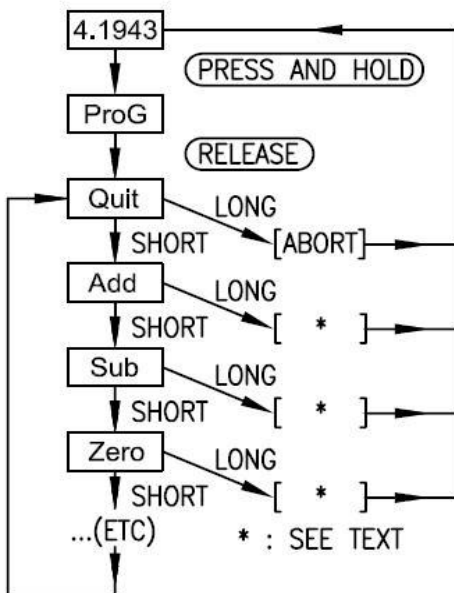 4.1943
PRESS AND HOLD
ProG
RELEASE
Quit
LONG
SHORT
[ABORT]
Add
LONG
SHORT
[ * ]
Sub
LONG
SHORT
[ * ]
Zero
LONG
SHORT
[ * ]
...(ETC)
* : SEE TEXT